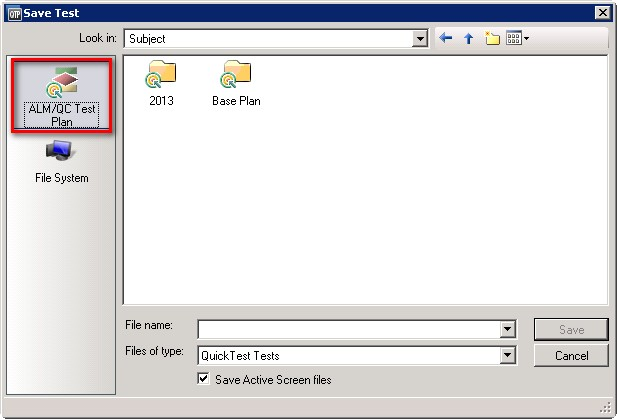 QTP Save Test
Look in: Subject
ALM/QC Test
Plan
File System
2013 Base Plan
File name: Save
Files of type: QuickTest Tests Cancel
Save Active Screen files